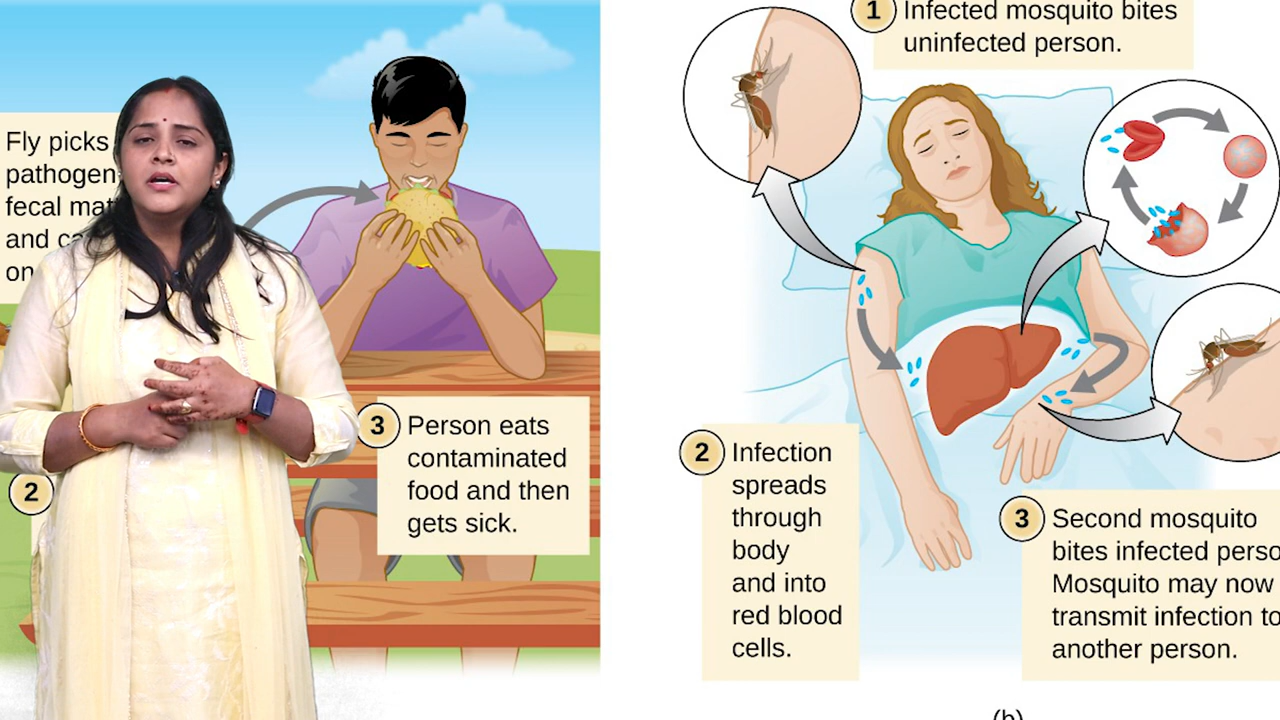 Fly picks
pathogen
fecal mat
and ca
on
2
3 Person eats
contaminated
food and then
gets sick.
1 Infected mosquito bites
uninfected person.
2 Infection
spreads
through
body
and into
red blood
cells.
3 Second mosquito
bites infected perso
Mosquito may now
transmit infection to
another person.
(b)